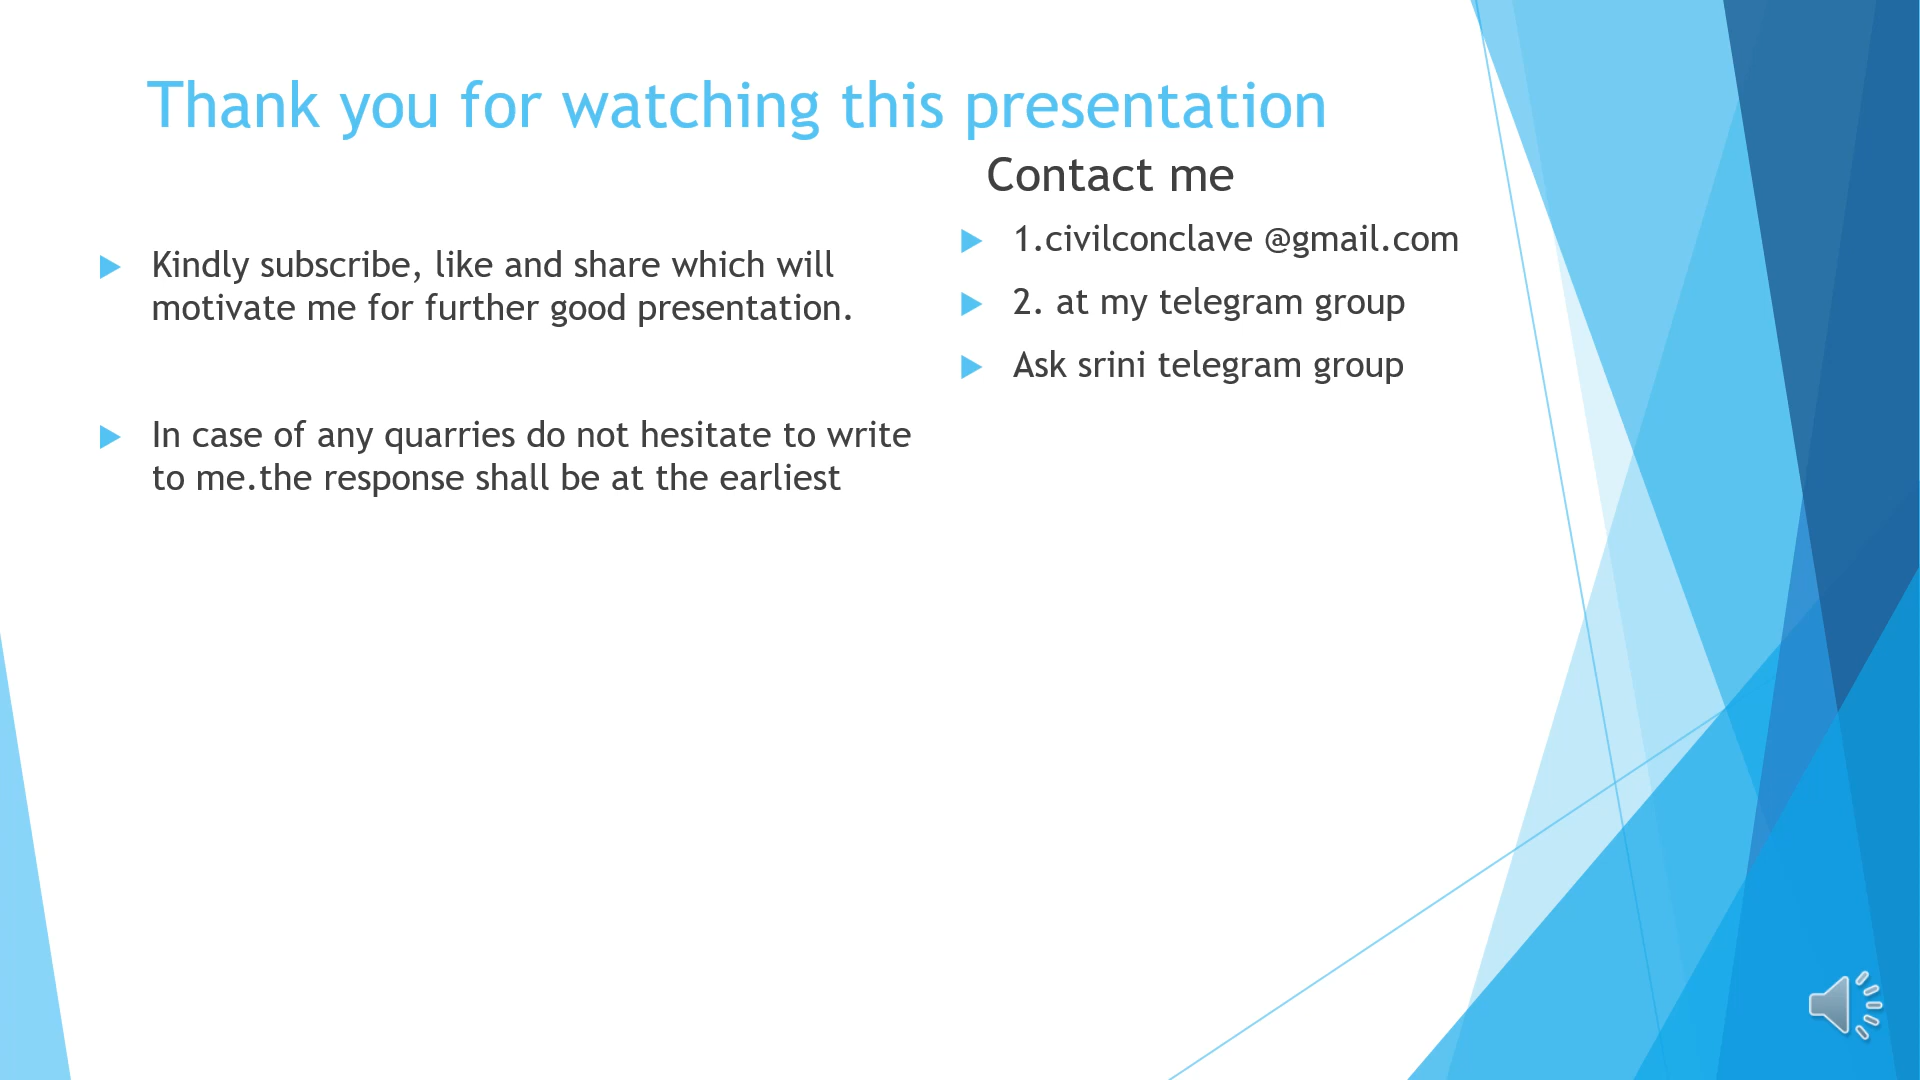 Thank you for watching this presentation
Kindly subscribe, like and share which will
motivate me for further good presentation.
In case of any quarries do not hesitate to write
to me.the response shall be at the earliest
Contact me
1.civilconclave @gmail.com
2. at my telegram group
Ask srini telegram group